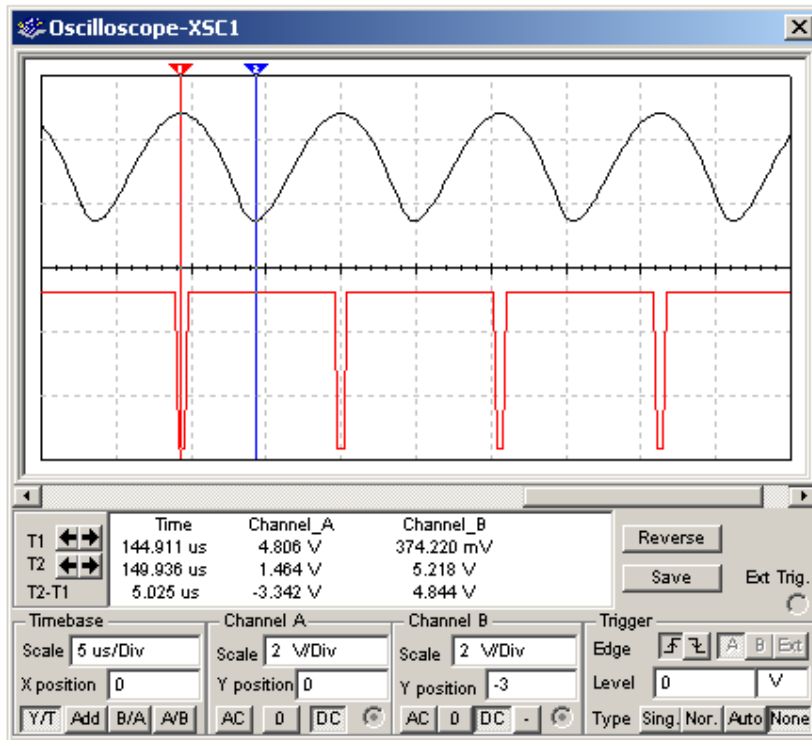 Oscilloscope-XSC1
1 2
Time Channel_A Channel_B
T1 144.911 us 4.806 V 374.220 mV
T2 149.936 us 1.464 V 5.218 V
T2-T1 5.025 us -3.342 V 4.844 V
Reverse
Save
Ext Trig.
Timebase
Scale 5 us/Div
X position 0
Y/T Add B/A A/B
Channel A
Scale 2 V/Div
Y position 0
AC 0 DC
Channel B
Scale 2 V/Div
Y position -3
AC 0 DC -
Trigger
Edge A B Ext
Level 0 V
Type Sing. Nor. Auto None